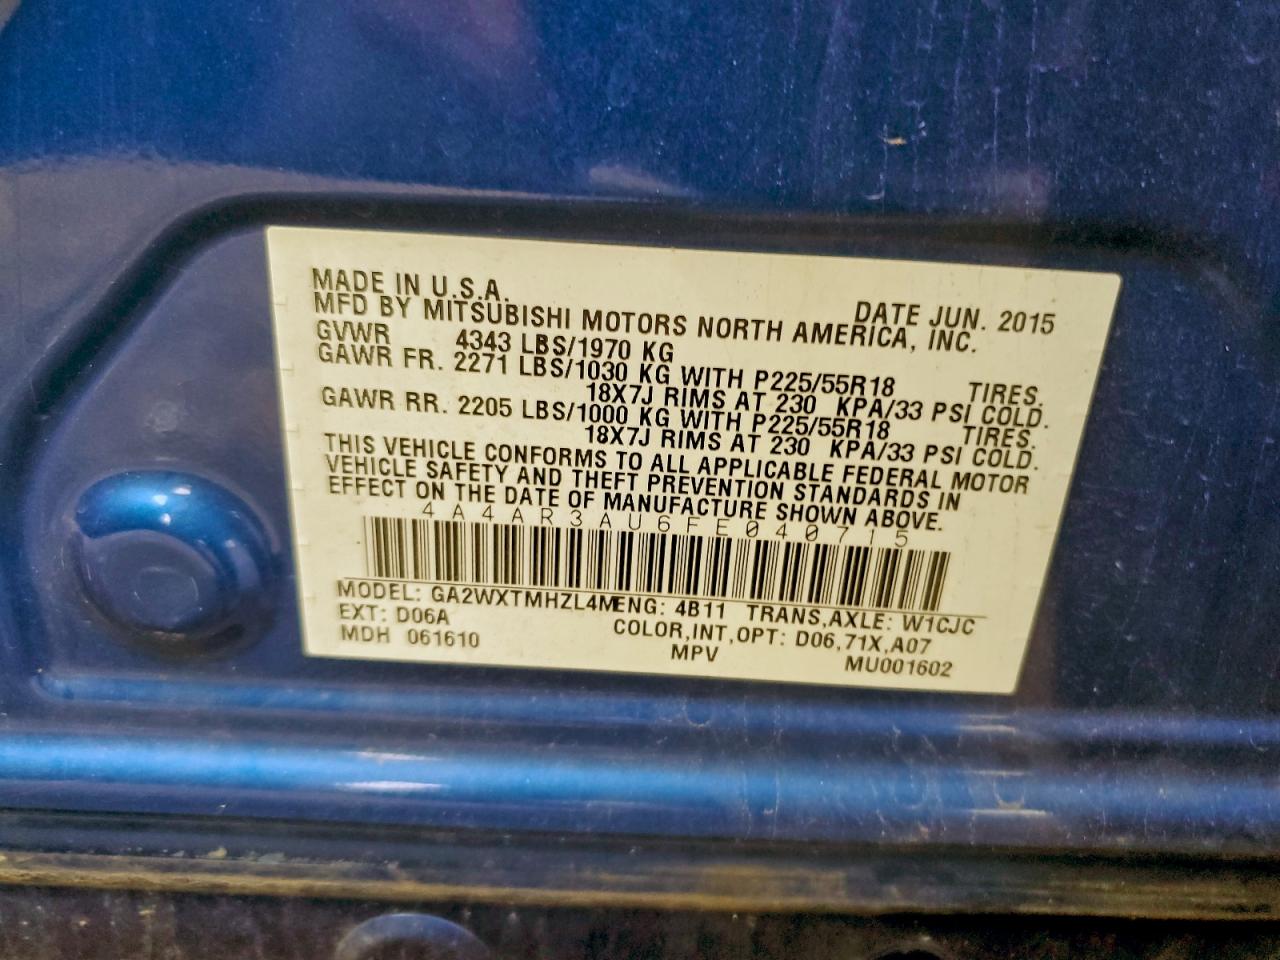 MADE IN U.S.A. DATE JUN. 2015
MFD BY MITSUBISHI MOTORS NORTH AMERICA, INC.
GVWR 4343 LBS/1970 KG
GAWR FR. 2271 LBS/1030 KG WITH P225/55R18 TIRES.
18X7J RIMS AT 230 KPA/33 PSI COLD.
GAWR RR. 2205 LBS/1000 KG WITH P225/55R18 TIRES.
18X7J RIMS AT 230 KPA/33 PSI COLD.
THIS VEHICLE CONFORMS TO ALL APPLICABLE FEDERAL MOTOR
VEHICLE SAFETY AND THEFT PREVENTION STANDARDS IN
EFFECT ON THE DATE OF MANUFACTURE SHOWN ABOVE.
4A4AR3AU6FE040715
MODEL: GA2WXTMHZL4M ENG: 4B11 TRANS,AXLE: W1CJC
EXT: D06A COLOR,INT,OPT: D06,71X,A07
MDH 061610 MPV MU001602